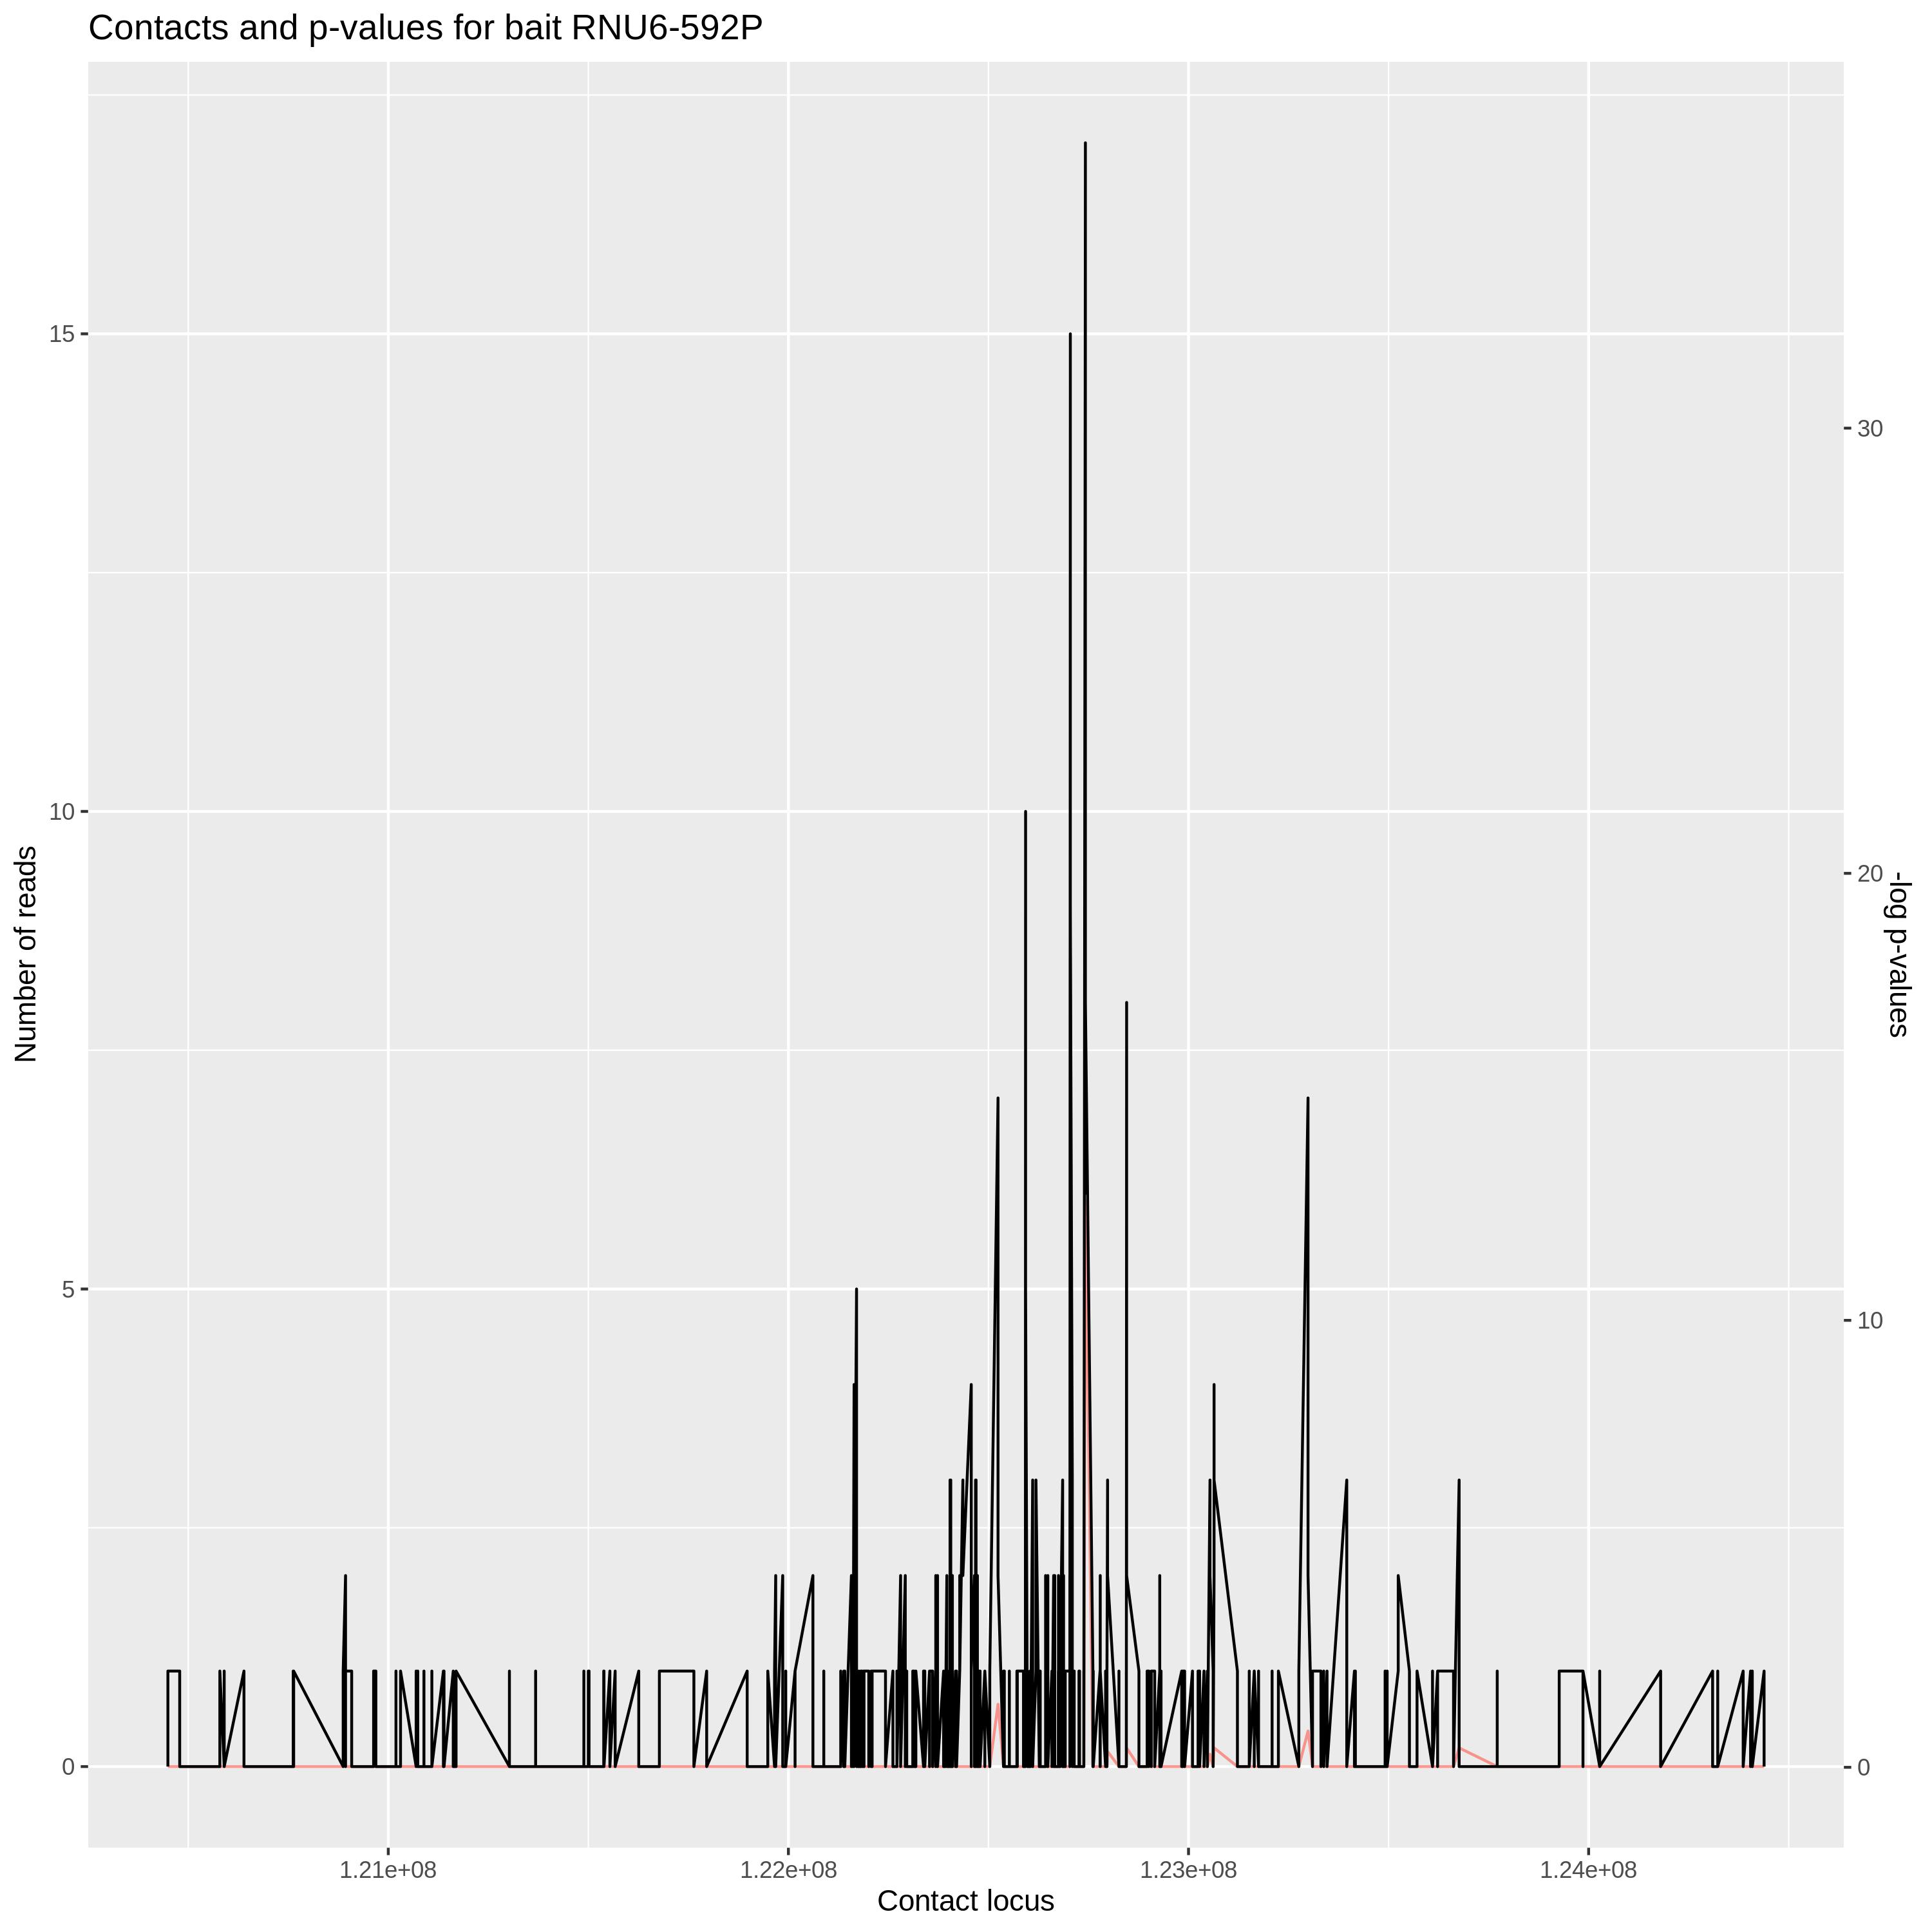 Contacts and p-values for bait RNU6-592P
15
10
5
0
Number of reads
30
20
10
0
-log p-values
1.21e+08
1.22e+08
1.23e+08
1.24e+08
Contact locus